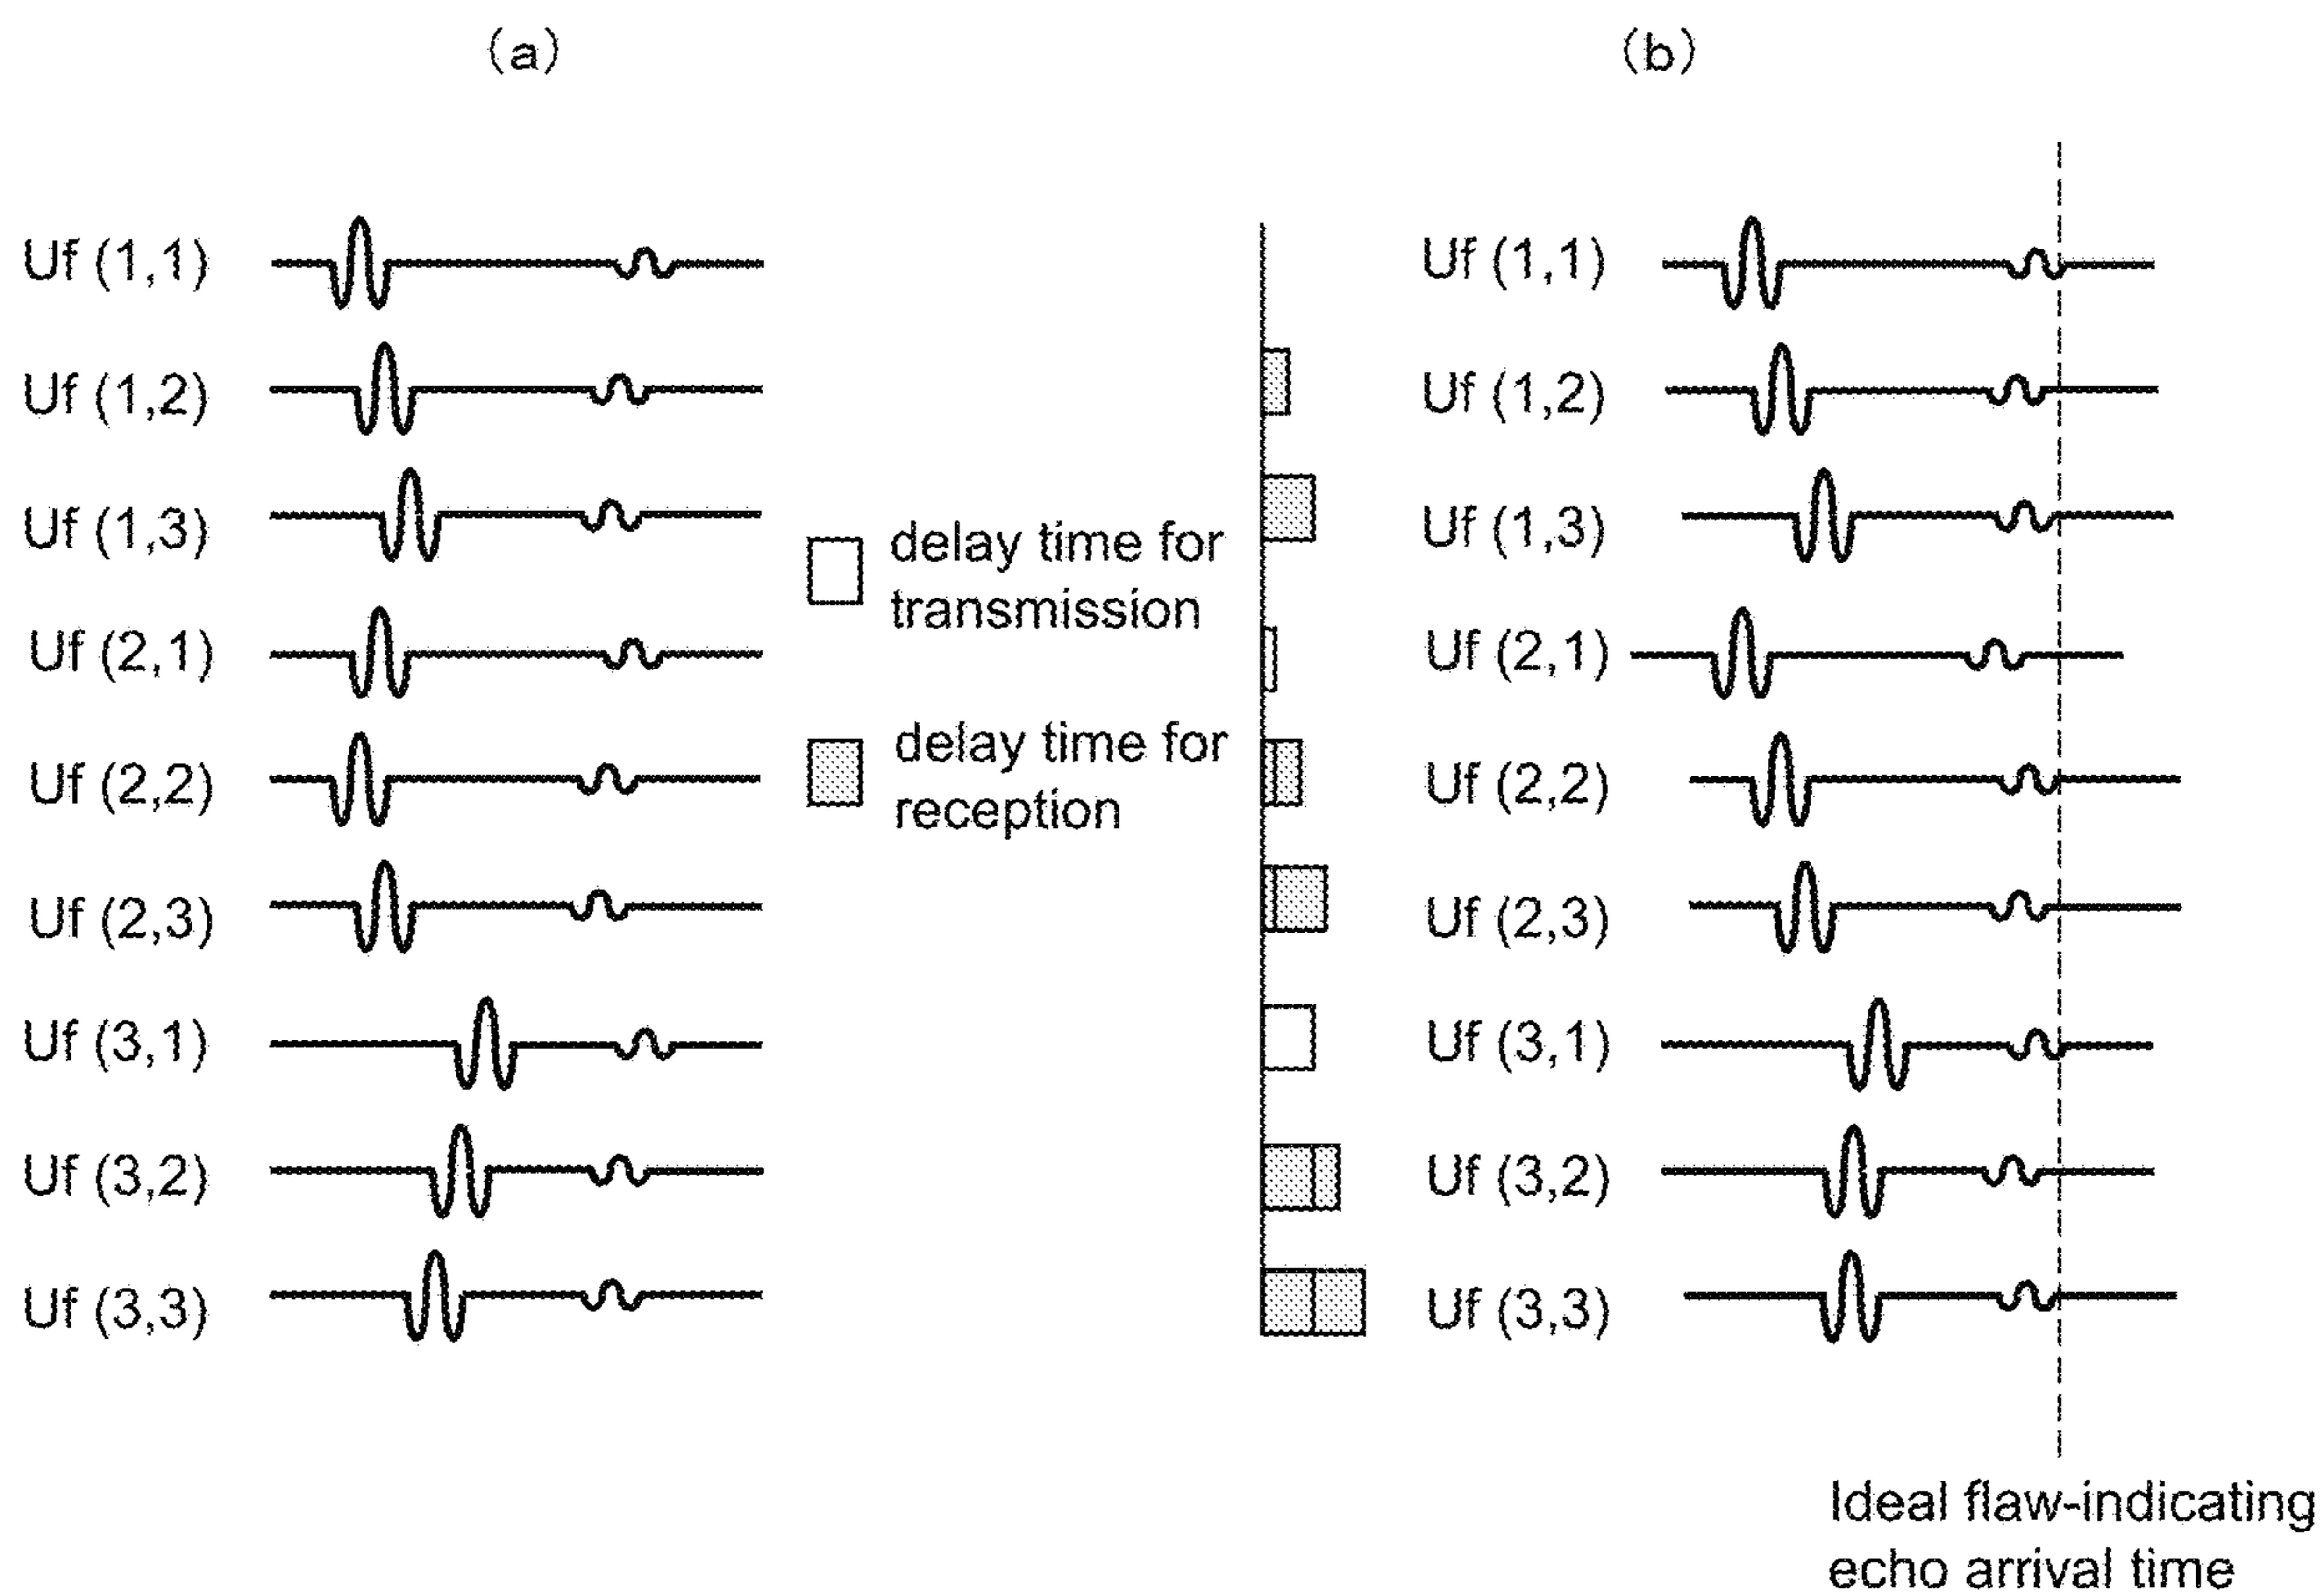 (a)
(b)
Uf (1,1)
Uf (1,2)
Uf (1,3)
Uf (2,1)
Uf (2,2)
Uf (2,3)
Uf (3,1)
Uf (3,2)
Uf (3,3)
delay time for
transmission
delay time for
reception
Uf (1,1)
Uf (1,2)
Uf (1,3)
Uf (2,1)
Uf (2,2)
Uf (2,3)
Uf (3,1)
Uf (3,2)
Uf (3,3)
Ideal flaw-indicating
echo arrival time